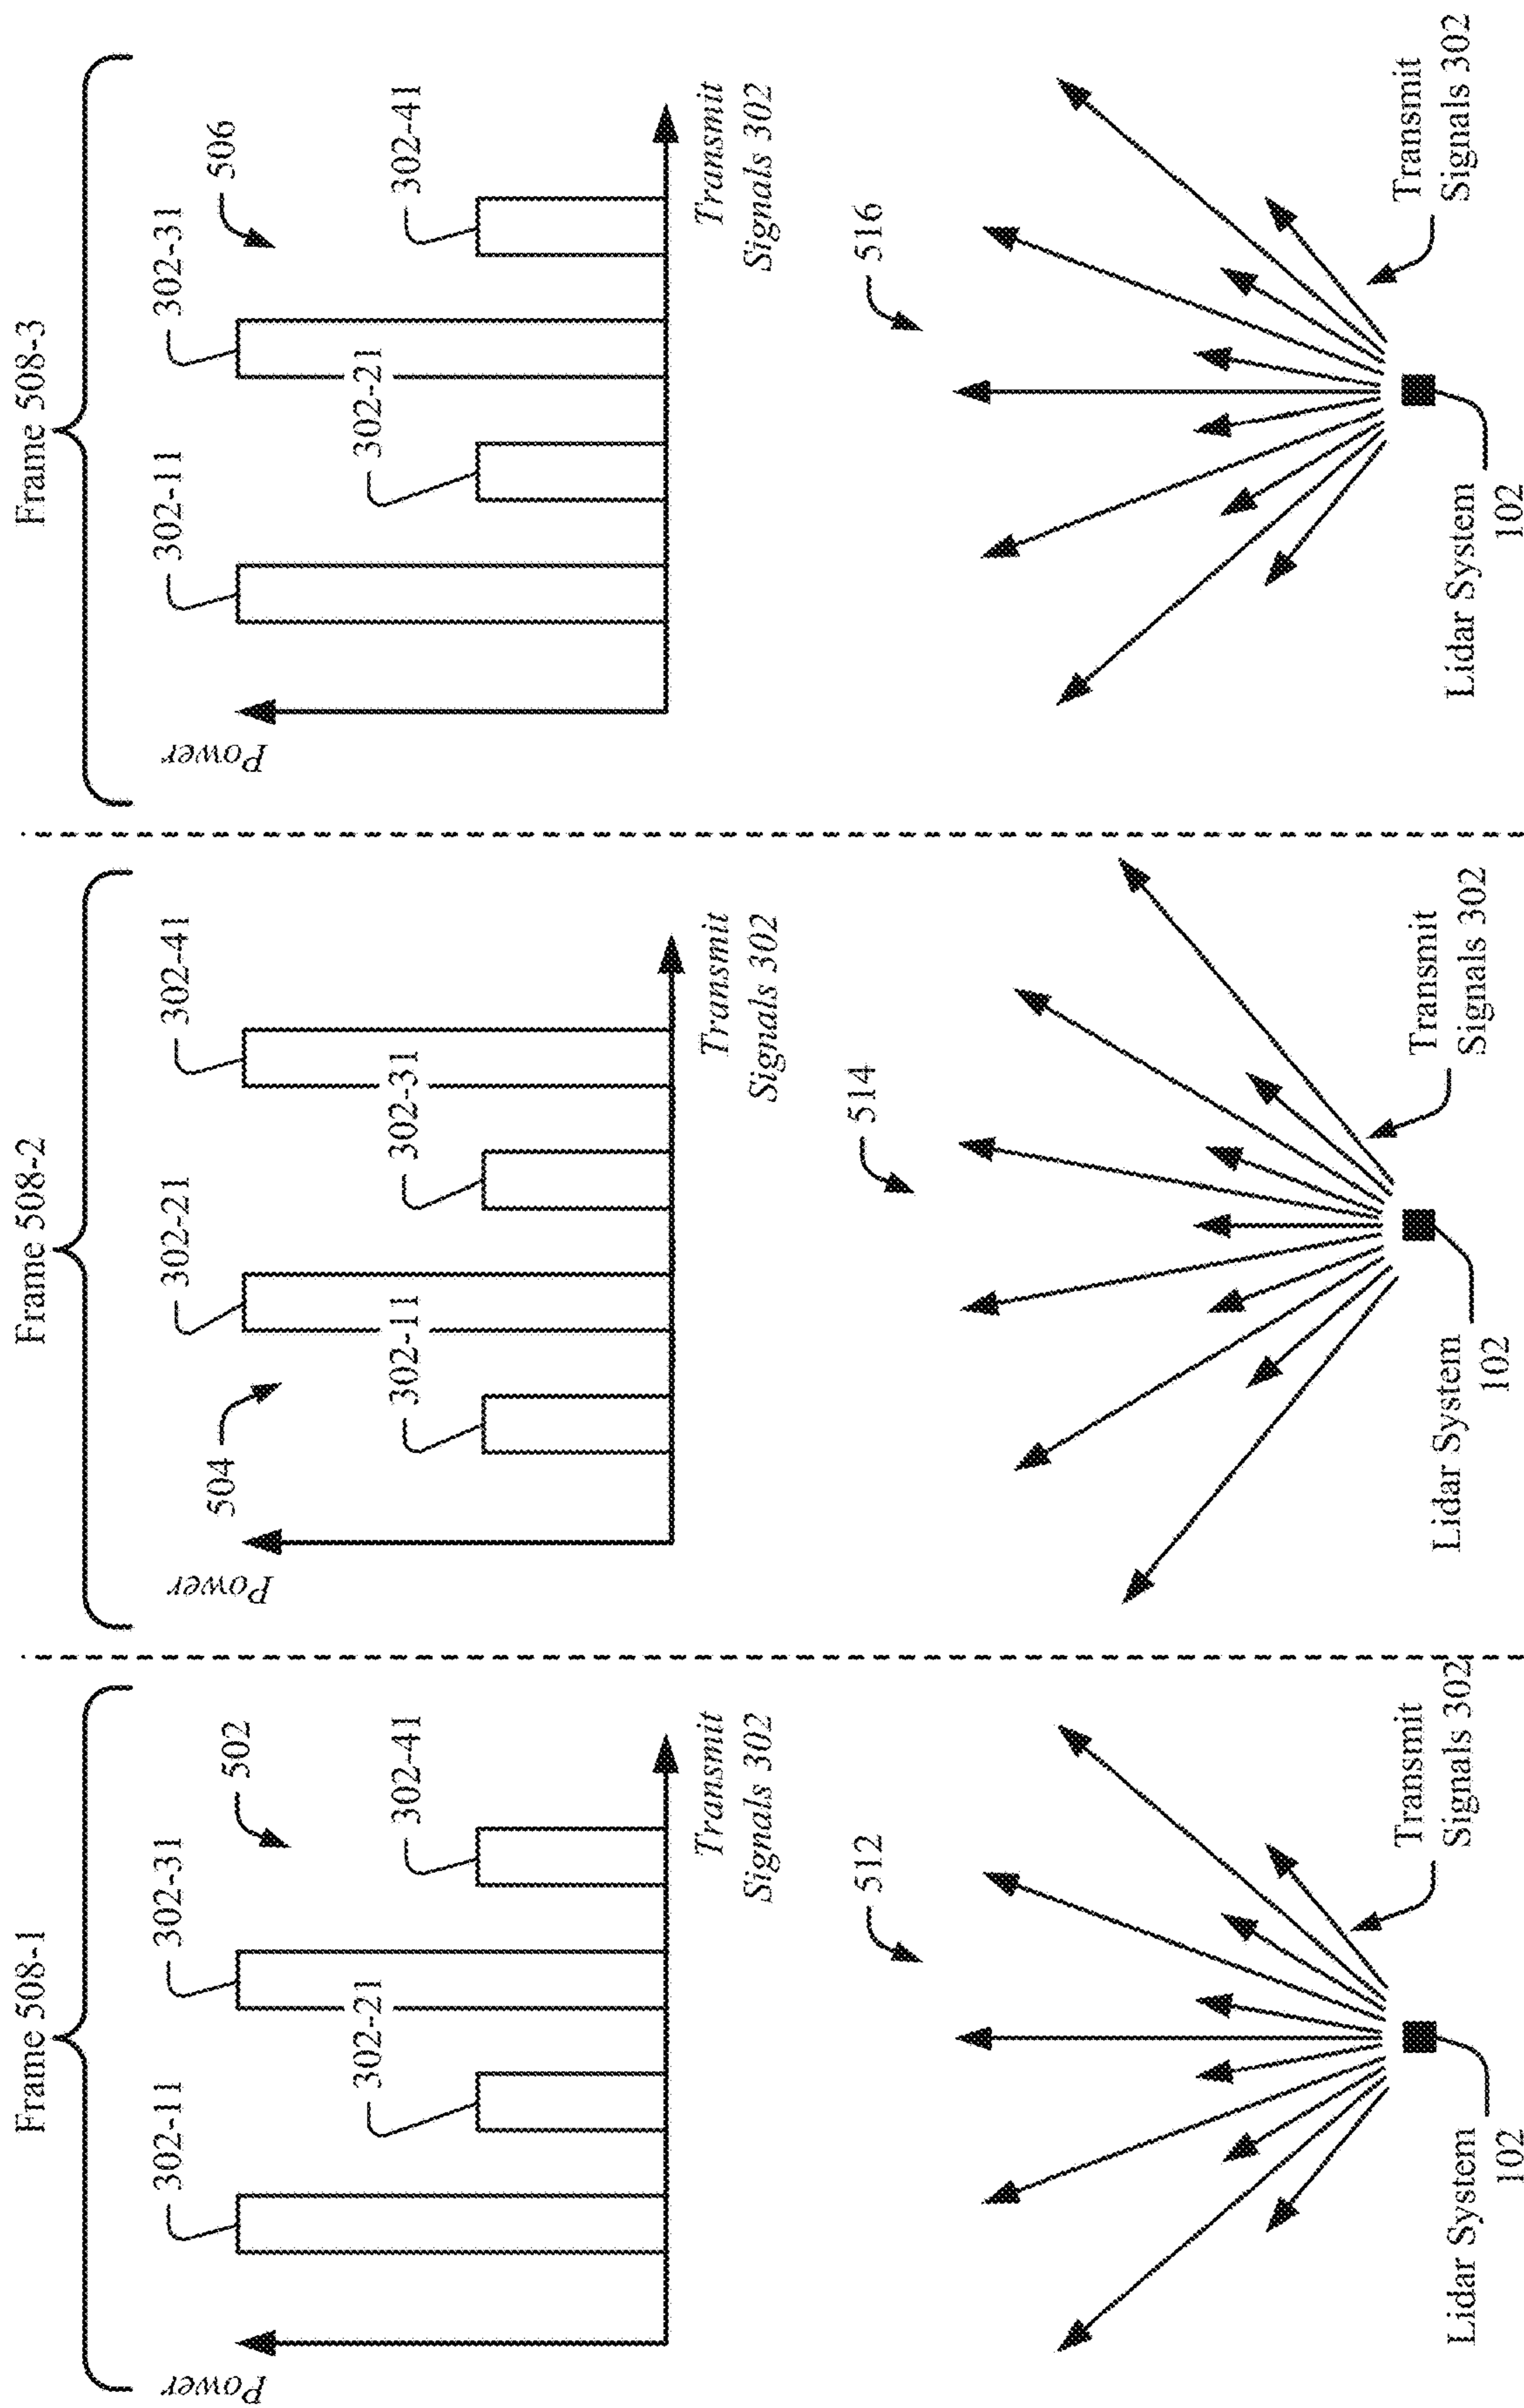 Frame 508-1
Power
302-11
302-21
302-31
302-41
502
Transmit
Signals 302
512
Transmit
Signals 302
Lidar System
102
Frame 508-2
Power
504
302-11
302-21
302-31
302-41
Transmit
Signals 302
514
Transmit
Signals 302
Lidar System
102
Frame 508-3
Power
302-11
302-21
302-31
302-41
506
Transmit
Signals 302
516
Transmit
Signals 302
Lidar System
102